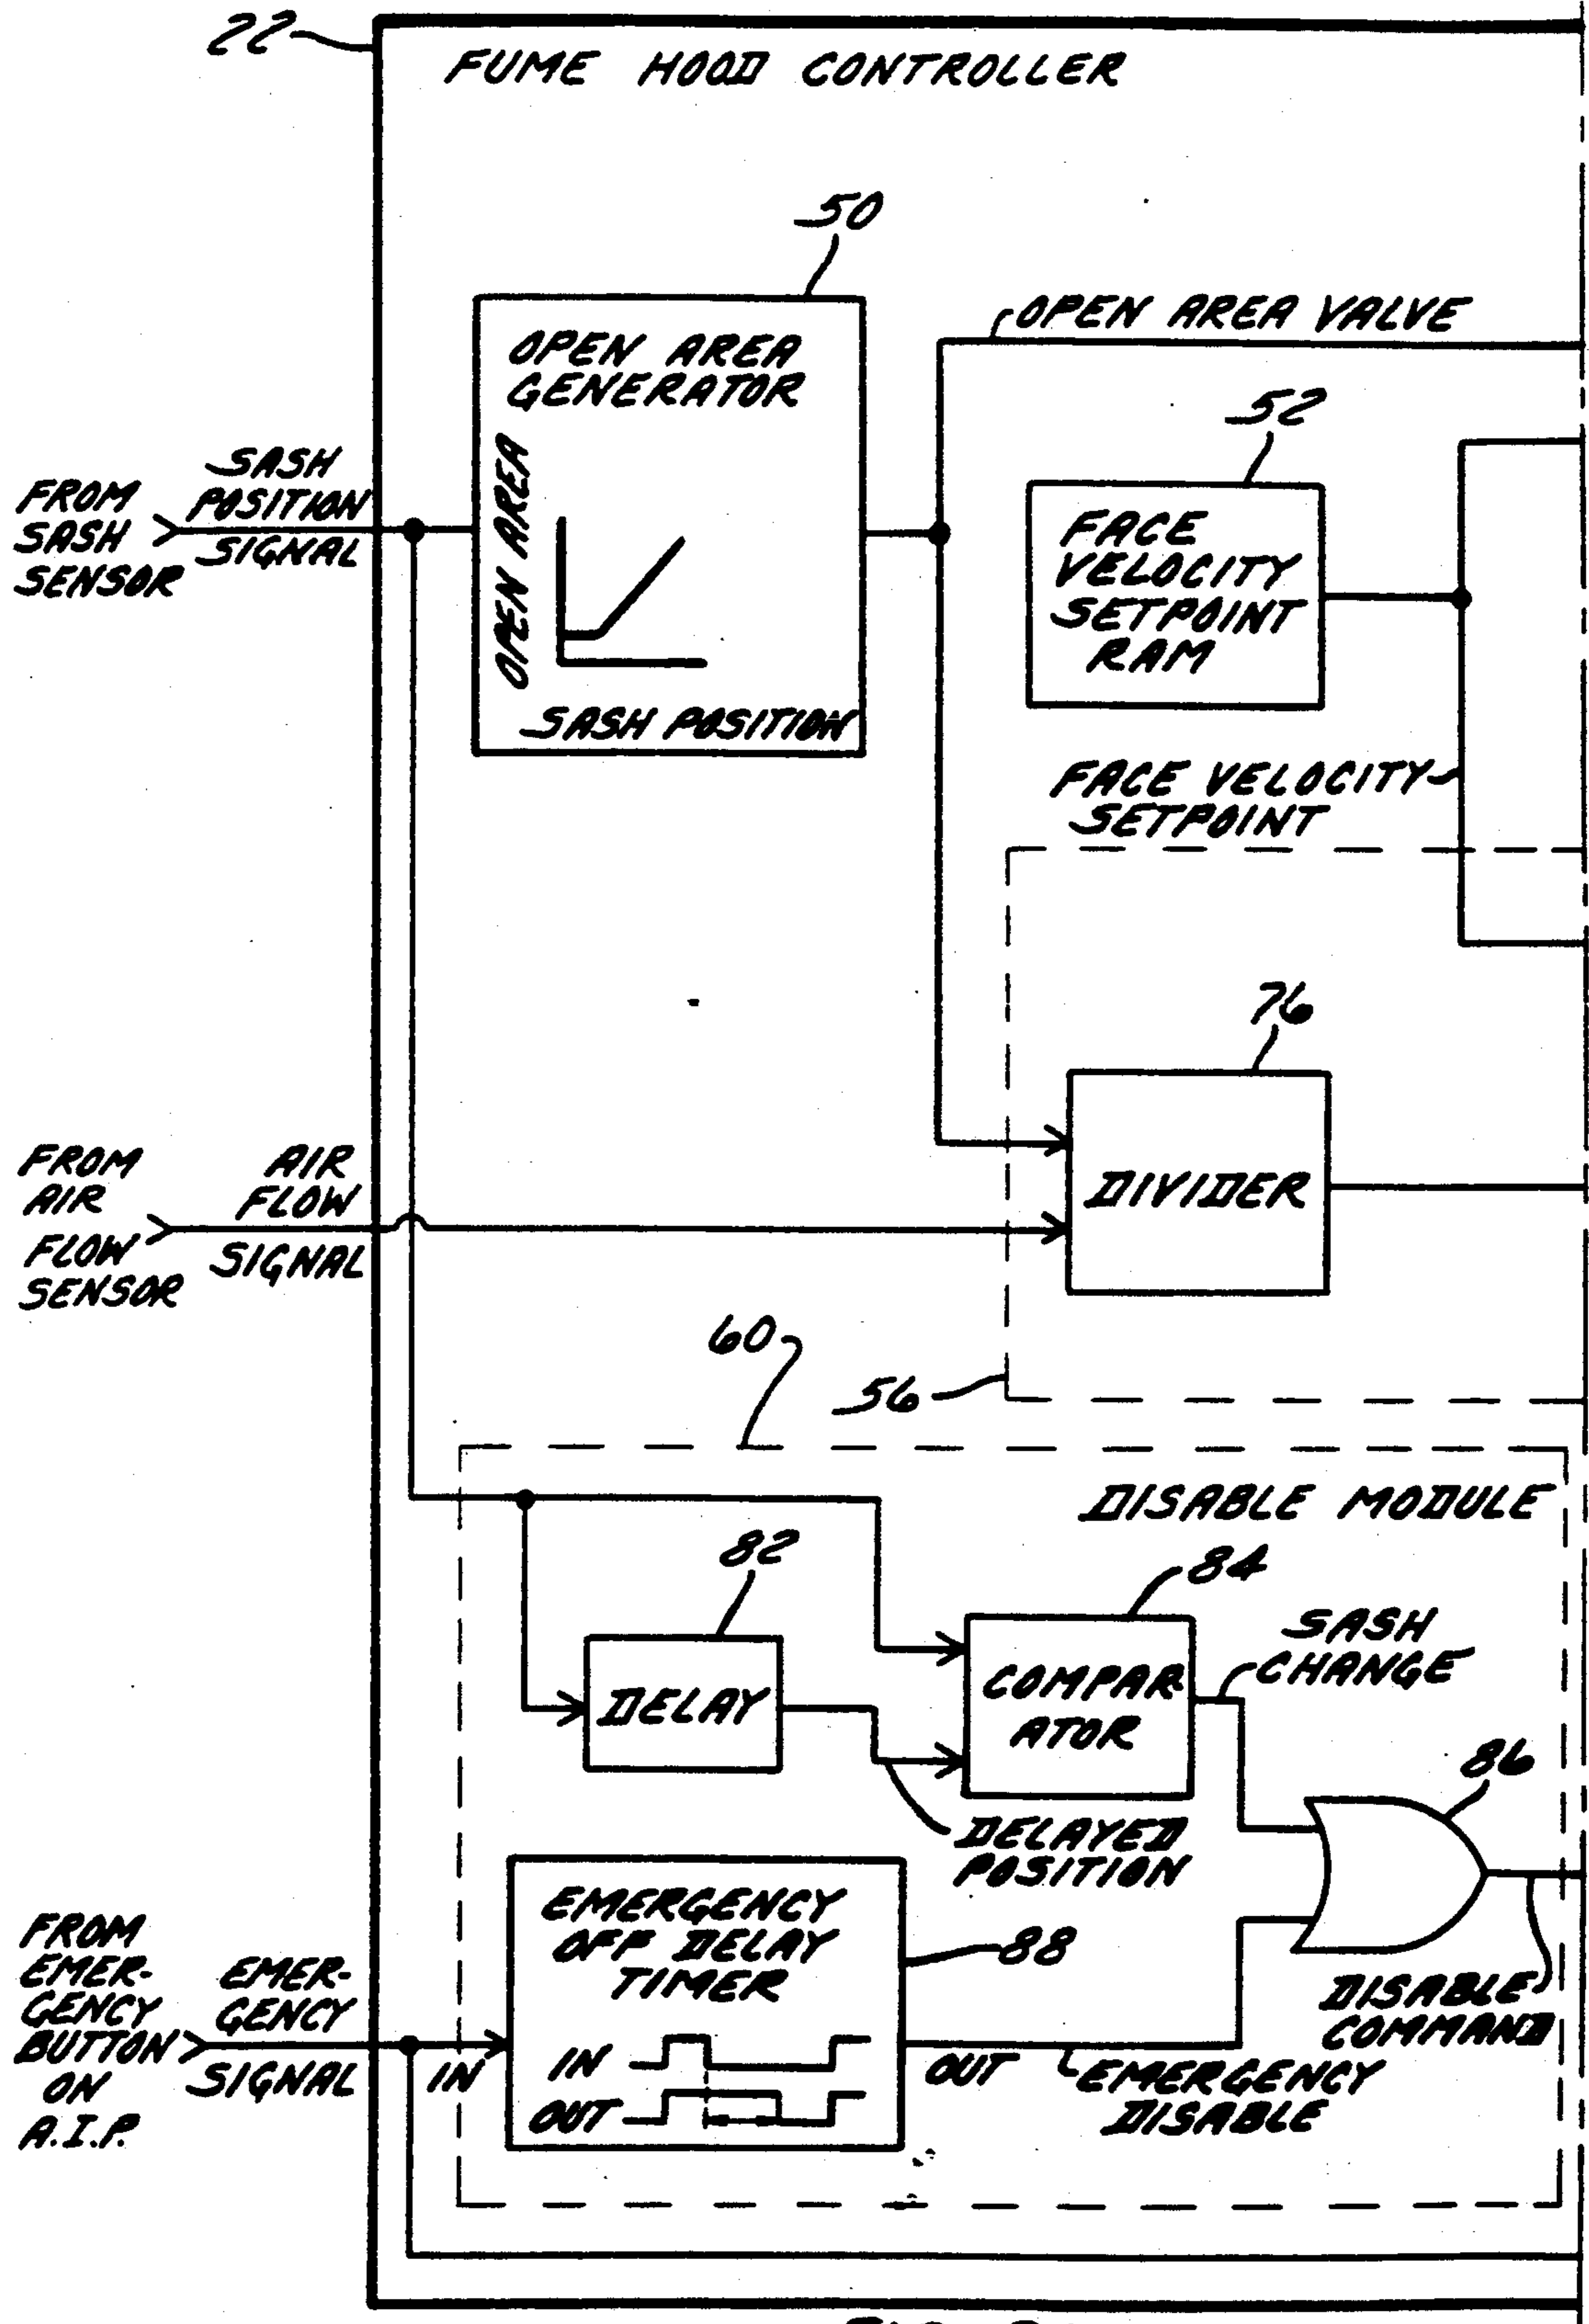 22
FUME HOOD CONTROLLER
50
OPEN AREA VALVE
OPEN AREA
GENERATOR
OPEN AREA
SASH POSITION
52
FACE
VELOCITY
SETPOINT
RAM
FROM
SASH
SENSOR
SASH
POSITION
SIGNAL
FACE VELOCITY
SETPOINT
76
DIVIDER
FROM
AIR
FLOW
SENSOR
AIR
FLOW
SIGNAL
60
56
DISABLE MODULE
82
DELAY
84
COMPAR-
ATOR
SASH
CHANGE
86
DELAYED
POSITION
EMERGENCY
OFF DELAY
TIMER
IN
OUT
88
FROM
EMER-
GENCY
BUTTON
ON
A.I.P.
EMER-
GENCY
SIGNAL
IN
OUT
EMERGENCY
DISABLE
DISABLE
COMMAND